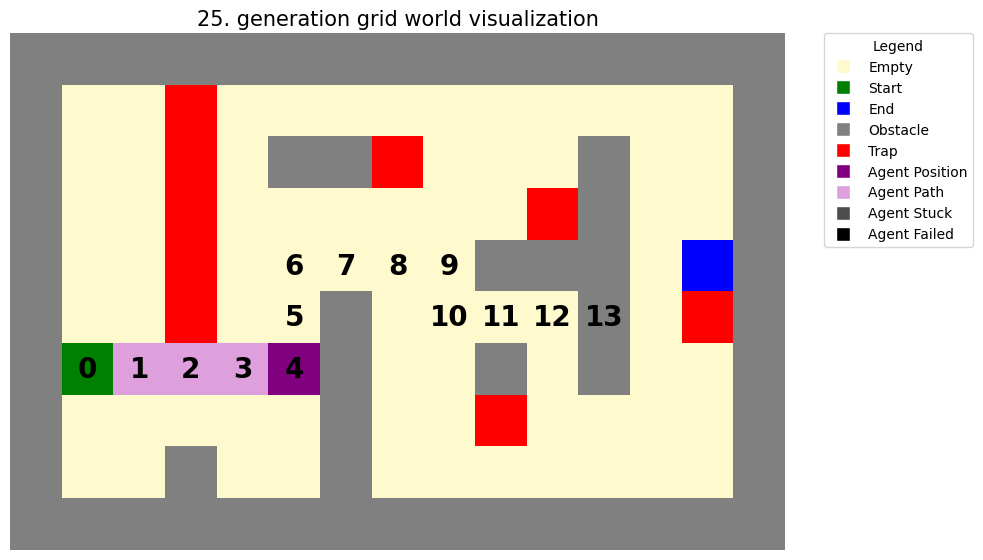 25. generation grid world visualization
Legend
Empty
Start
End
Obstacle
Trap
Agent Position
Agent Path
Agent Stuck
Agent Failed
6 7 8 9
5 10 11 12 13
0 1 2 3 4